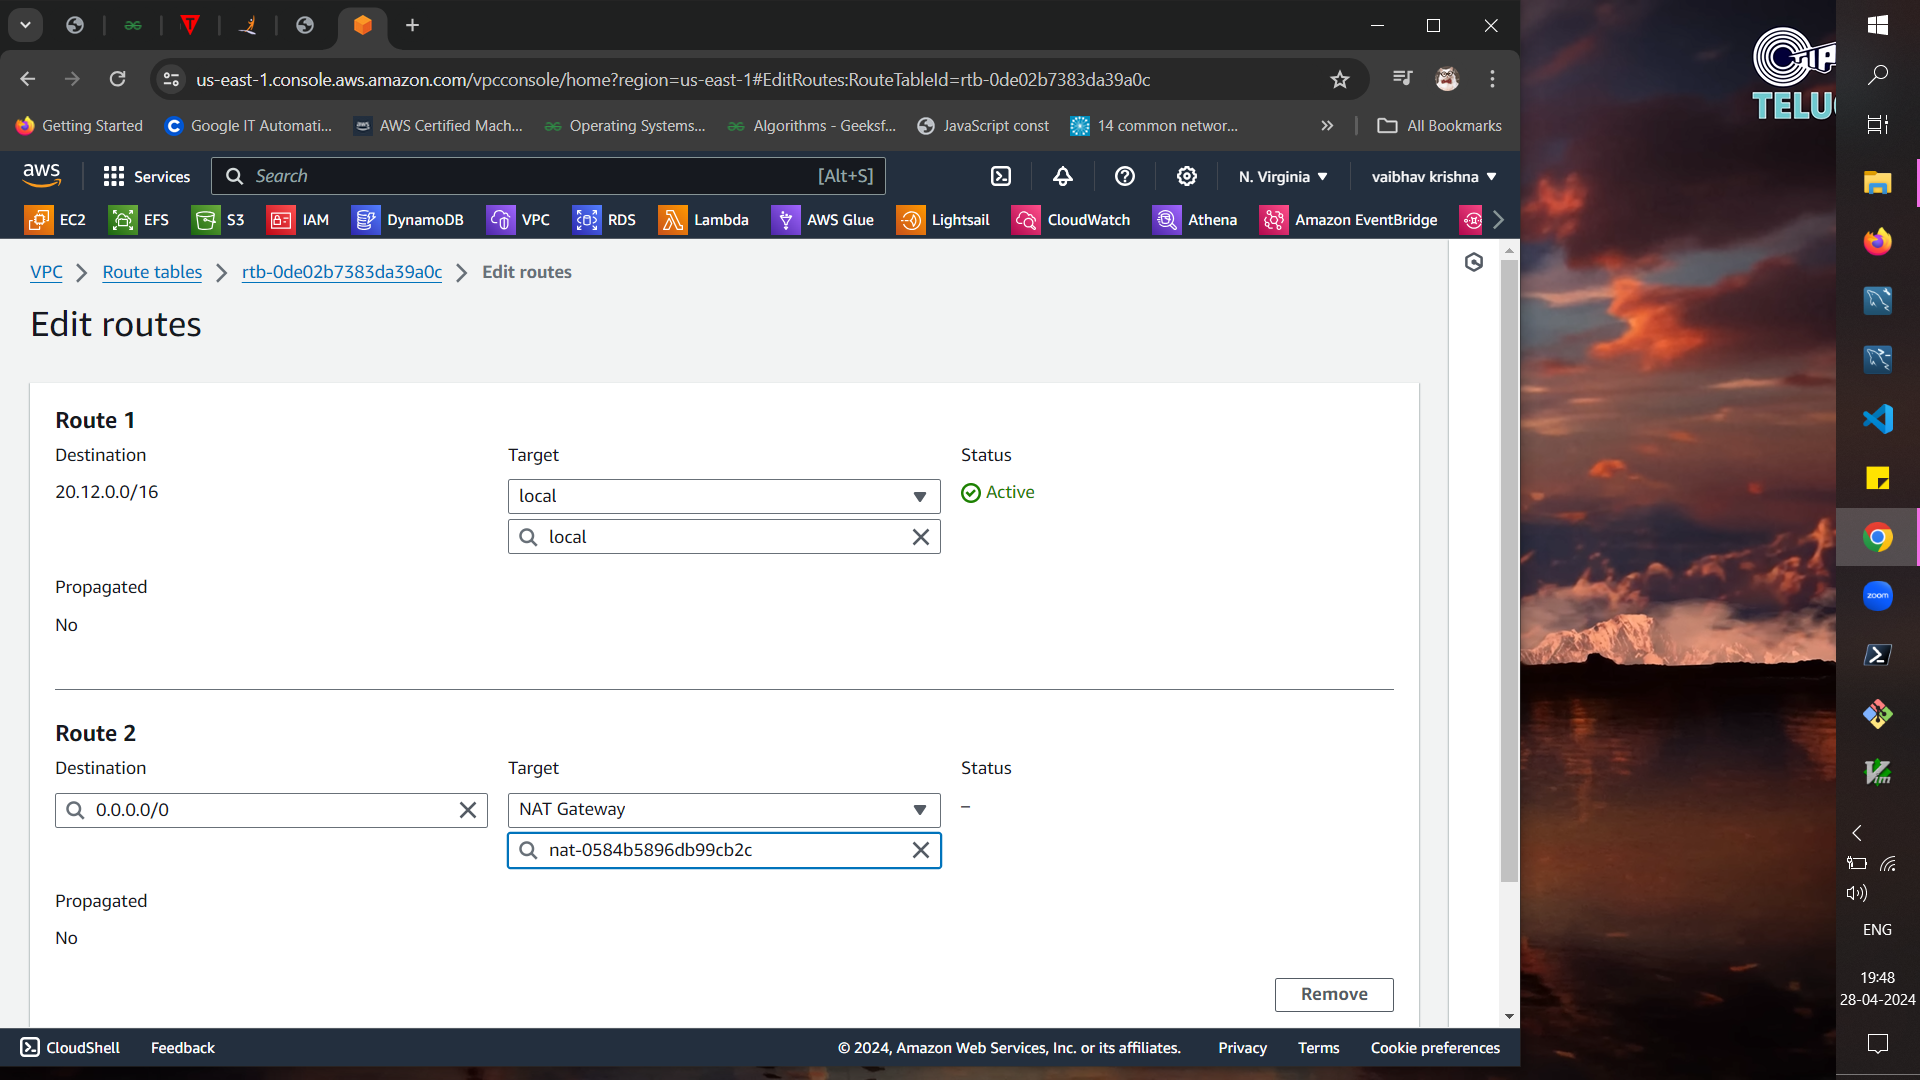 us-east-1.console.aws.amazon.com/vpcconsole/home?region=us-east-1#EditRoutes:RouteTableId=rtb-0de02b7383da39a0c
Getting Started
Google IT Automati...
AWS Certified Mach...
Operating Systems...
Algorithms - Geeksf...
JavaScript const
14 common networ...
All Bookmarks
aws
Services
Search
[Alt+S]
N. Virginia
vaibhav krishna
EC2
EFS
S3
IAM
DynamoDB
VPC
RDS
Lambda
AWS Glue
Lightsail
CloudWatch
Athena
Amazon EventBridge
VPC
Route tables
rtb-0de02b7383da39a0c
Edit routes
Edit routes
Route 1
Destination
Target
Status
20.12.0.0/16
local
Active
local
Propagated
No
Route 2
Destination
Target
Status
0.0.0.0/0
NAT Gateway
–
nat-0584b5896db99cb2c
Propagated
No
Remove
CloudShell
Feedback
© 2024, Amazon Web Services, Inc. or its affiliates.
Privacy
Terms
Cookie preferences
zoom
ENG
19:48
28-04-2024